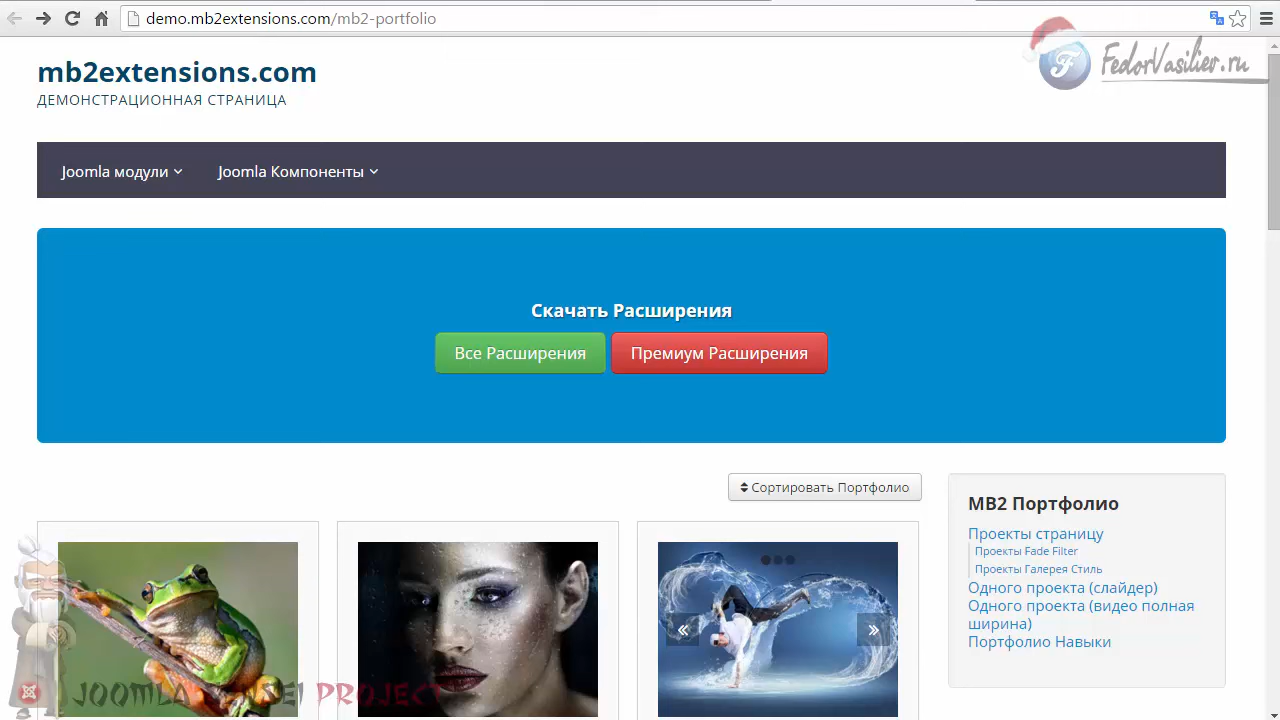 demo.mb2extensions.com/mb2-portfolio
FedorVasilier.ru
mb2extensions.com
ДЕМОНСТРАЦИОННАЯ СТРАНИЦА
Joomla модули
Joomla Компоненты
Скачать Расширения
Все Расширения
Премиум Расширения
Сортировать Портфолио
MB2 Портфолио
Проекты страницу
Проекты Fade Filter
Проекты Галерея Стиль
Одного проекта (слайдер)
Одного проекта (видео полная
ширина)
Портфолио Навыки
JOOMLA SENSEI PROJECT